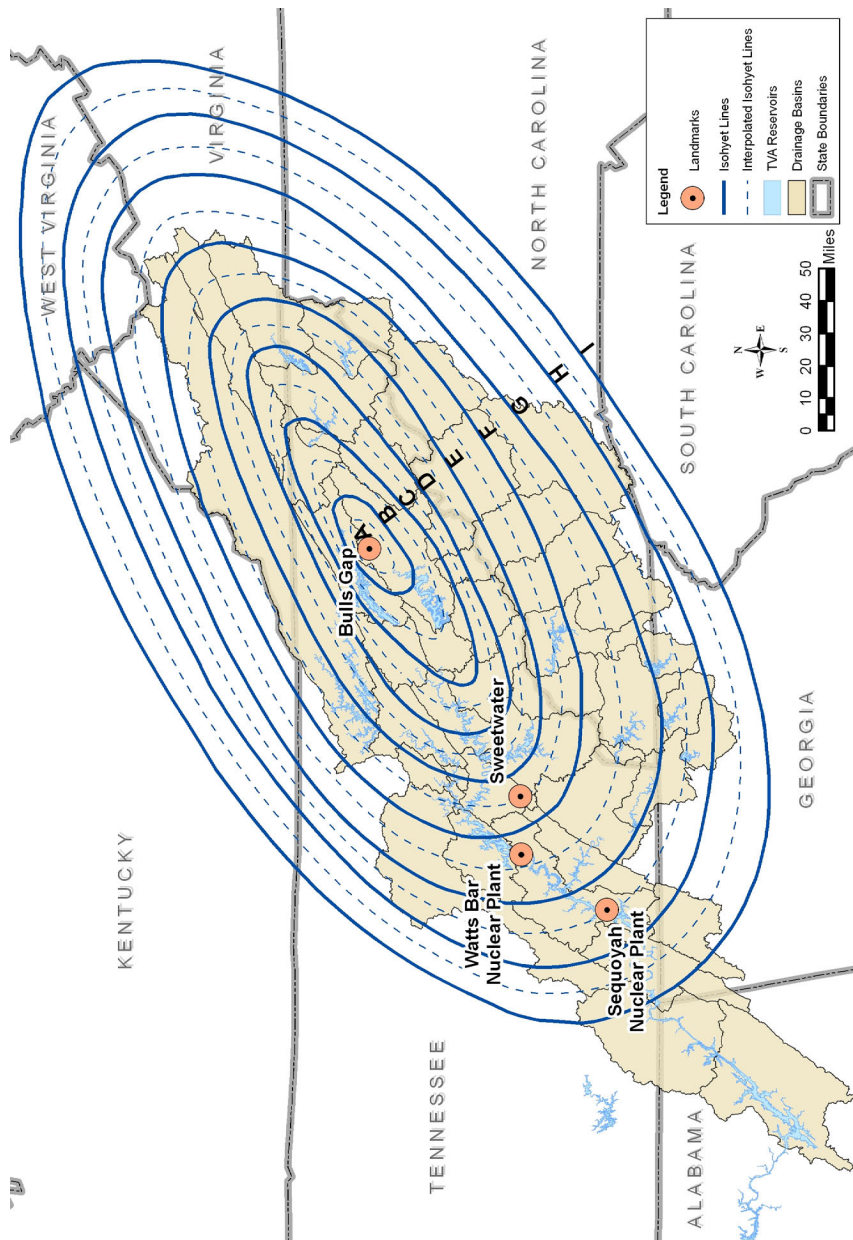 WEST VIRGINIA
VIRGINIA
KENTUCKY
NORTH CAROLINA
TENNESSEE
SOUTH CAROLINA
GEORGIA
ALABAMA
Bulls Gap
Sweetwater
Watts Bar
Nuclear Plant
Sequoyah
Nuclear Plant
A
B
C
D
E
F
G
H
I
Legend
Landmarks
Isohyet Lines
Interpolated Isohyet Lines
TVA Reservoirs
Drainage Basins
State Boundaries
N
W E
S
0 10 20 30 40 50
Miles